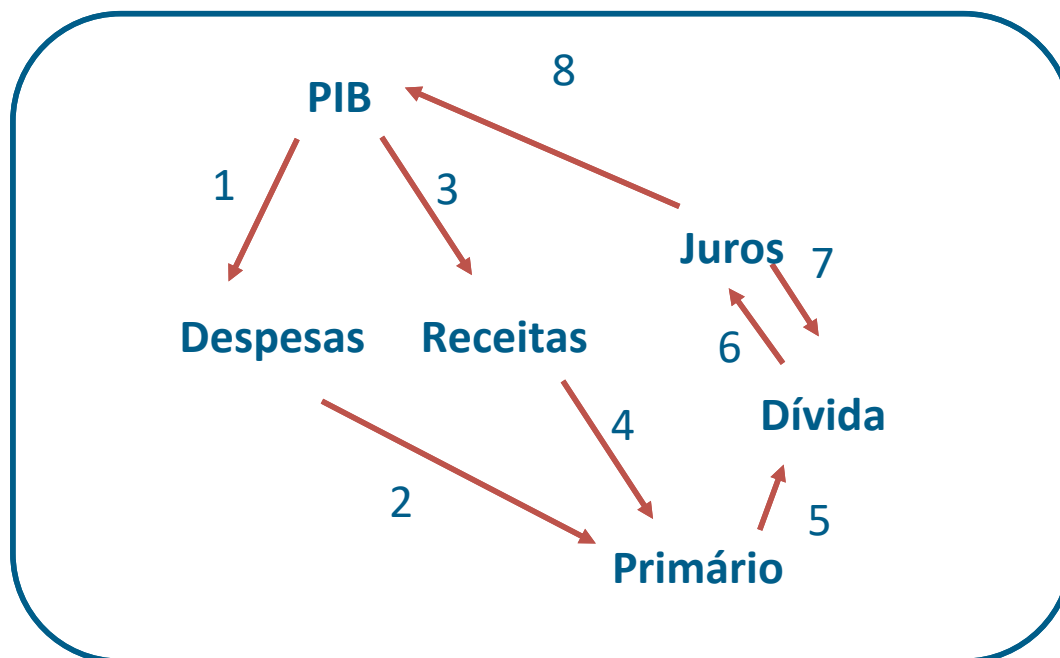 8
PIB
1
3
Juros
7
Despesas
Receitas
6
Dívida
4
2
5
Primário